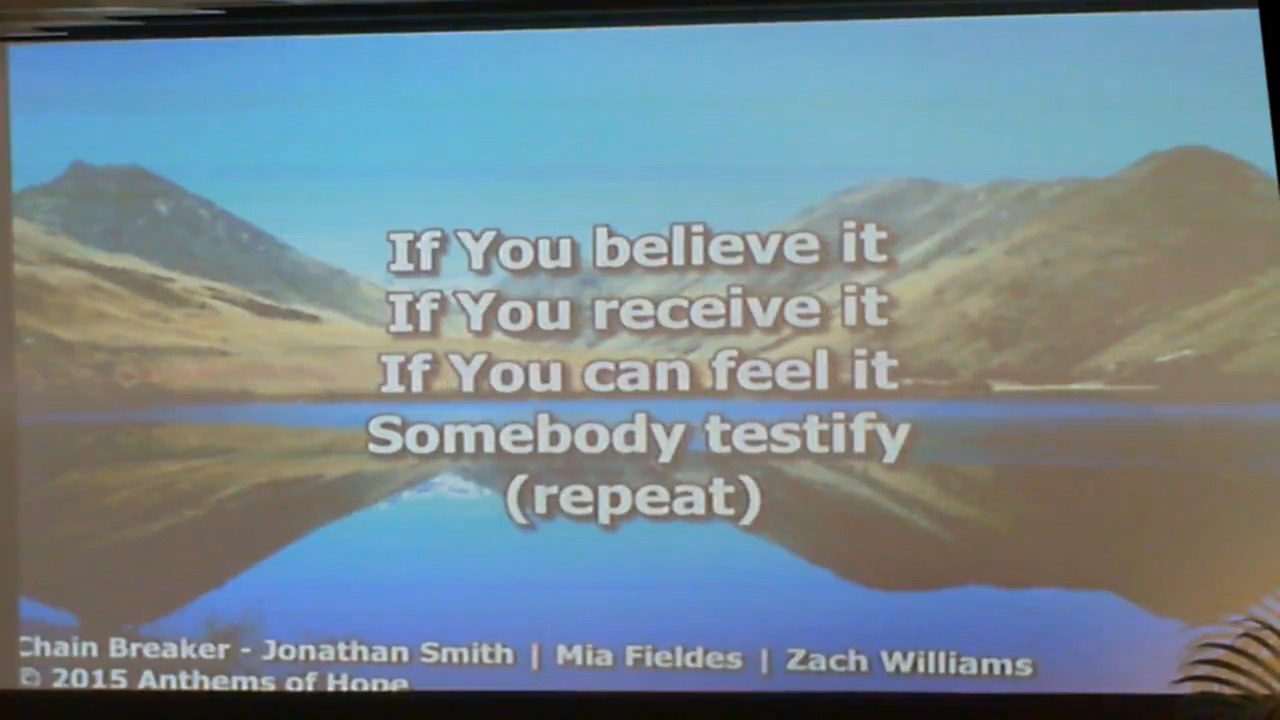 If You believe it
If You receive it
If You can feel it
Somebody testify
(repeat)
Chain Breaker - Jonathan Smith | Mia Fieldes | Zach Williams
© 2015 Anthems of Hope